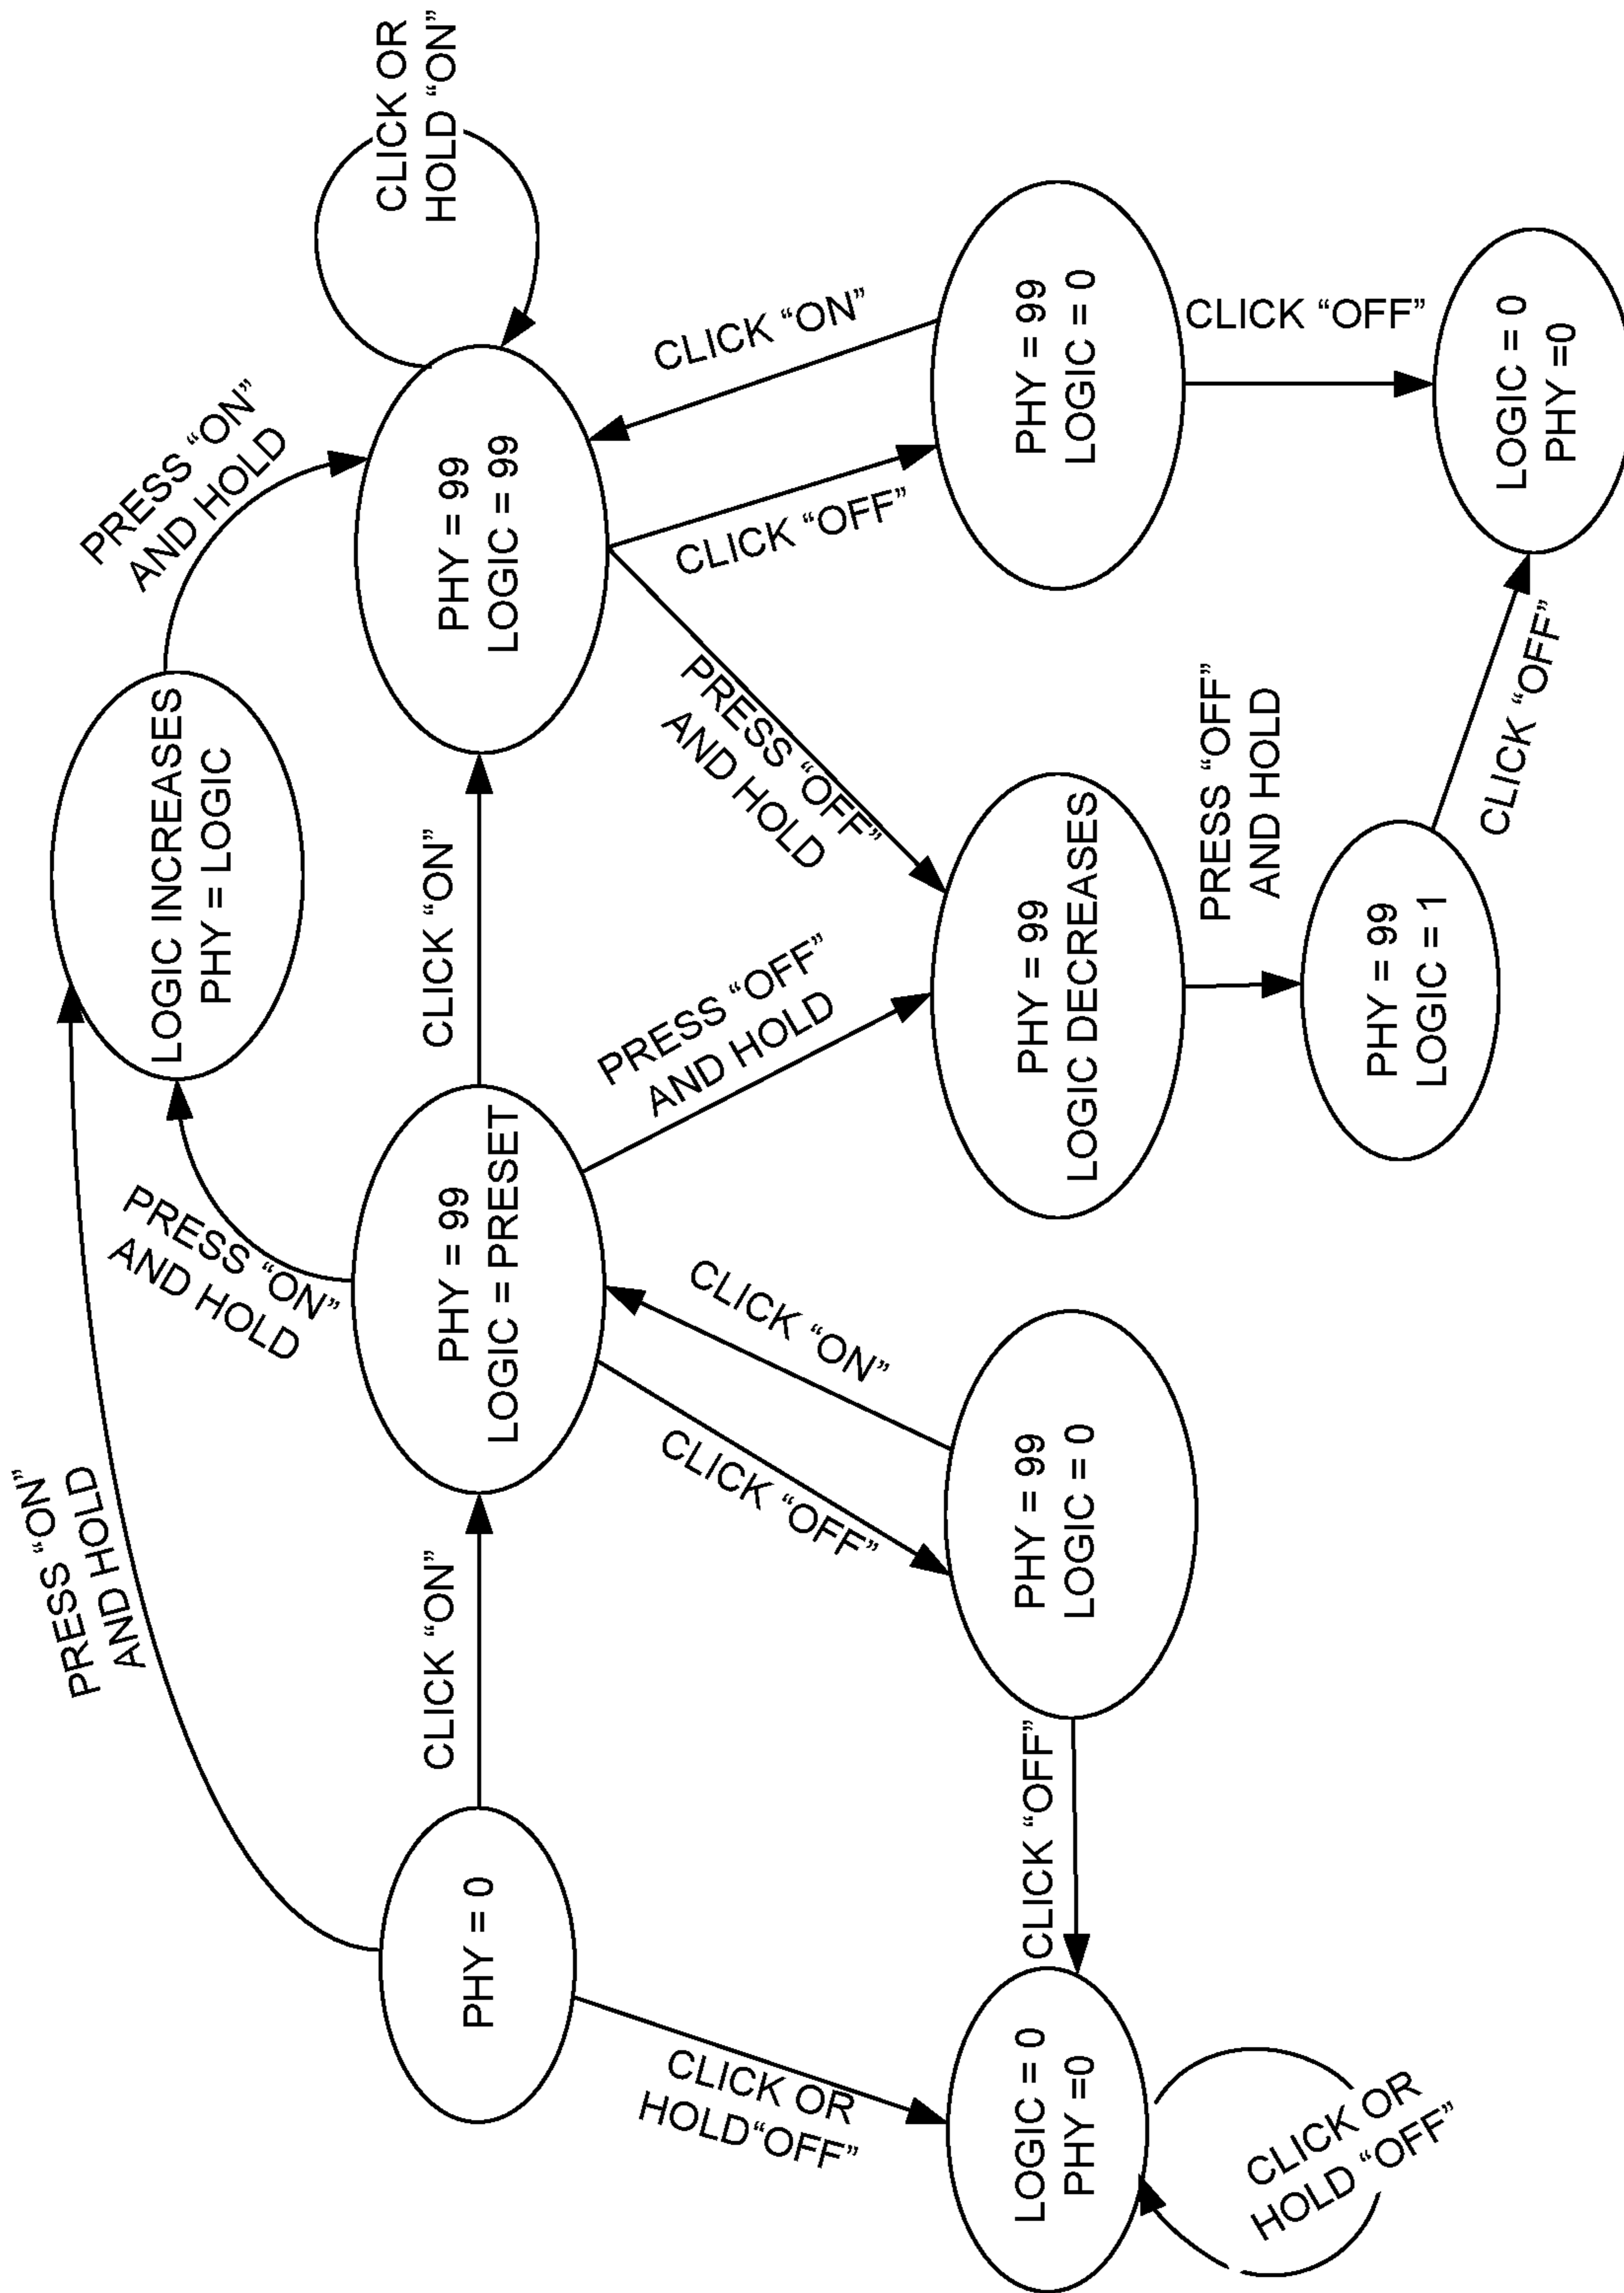 PRESS “ON”
AND HOLD
PRESS “ON”
AND HOLD
LOGIC INCREASES
PHY = LOGIC
PRESS “ON”
AND HOLD
CLICK OR
HOLD “ON”
PHY = 0
CLICK “ON”
PHY = 99
LOGIC = PRESET
CLICK “ON”
PHY = 99
LOGIC = 99
CLICK OR
HOLD“OFF”
CLICK “OFF”
CLICK “ON”
PRESS “OFF”
AND HOLD
PRESS “OFF”
AND HOLD
CLICK “OFF”
CLICK “ON”
LOGIC = 0
PHY =0
CLICK “OFF”
PHY = 99
LOGIC = 0
PHY = 99
LOGIC DECREASES
PHY = 99
LOGIC = 0
CLICK OR
HOLD “OFF”
PRESS “OFF”
AND HOLD
CLICK “OFF”
PHY = 99
LOGIC = 1
CLICK “OFF”
LOGIC = 0
PHY =0